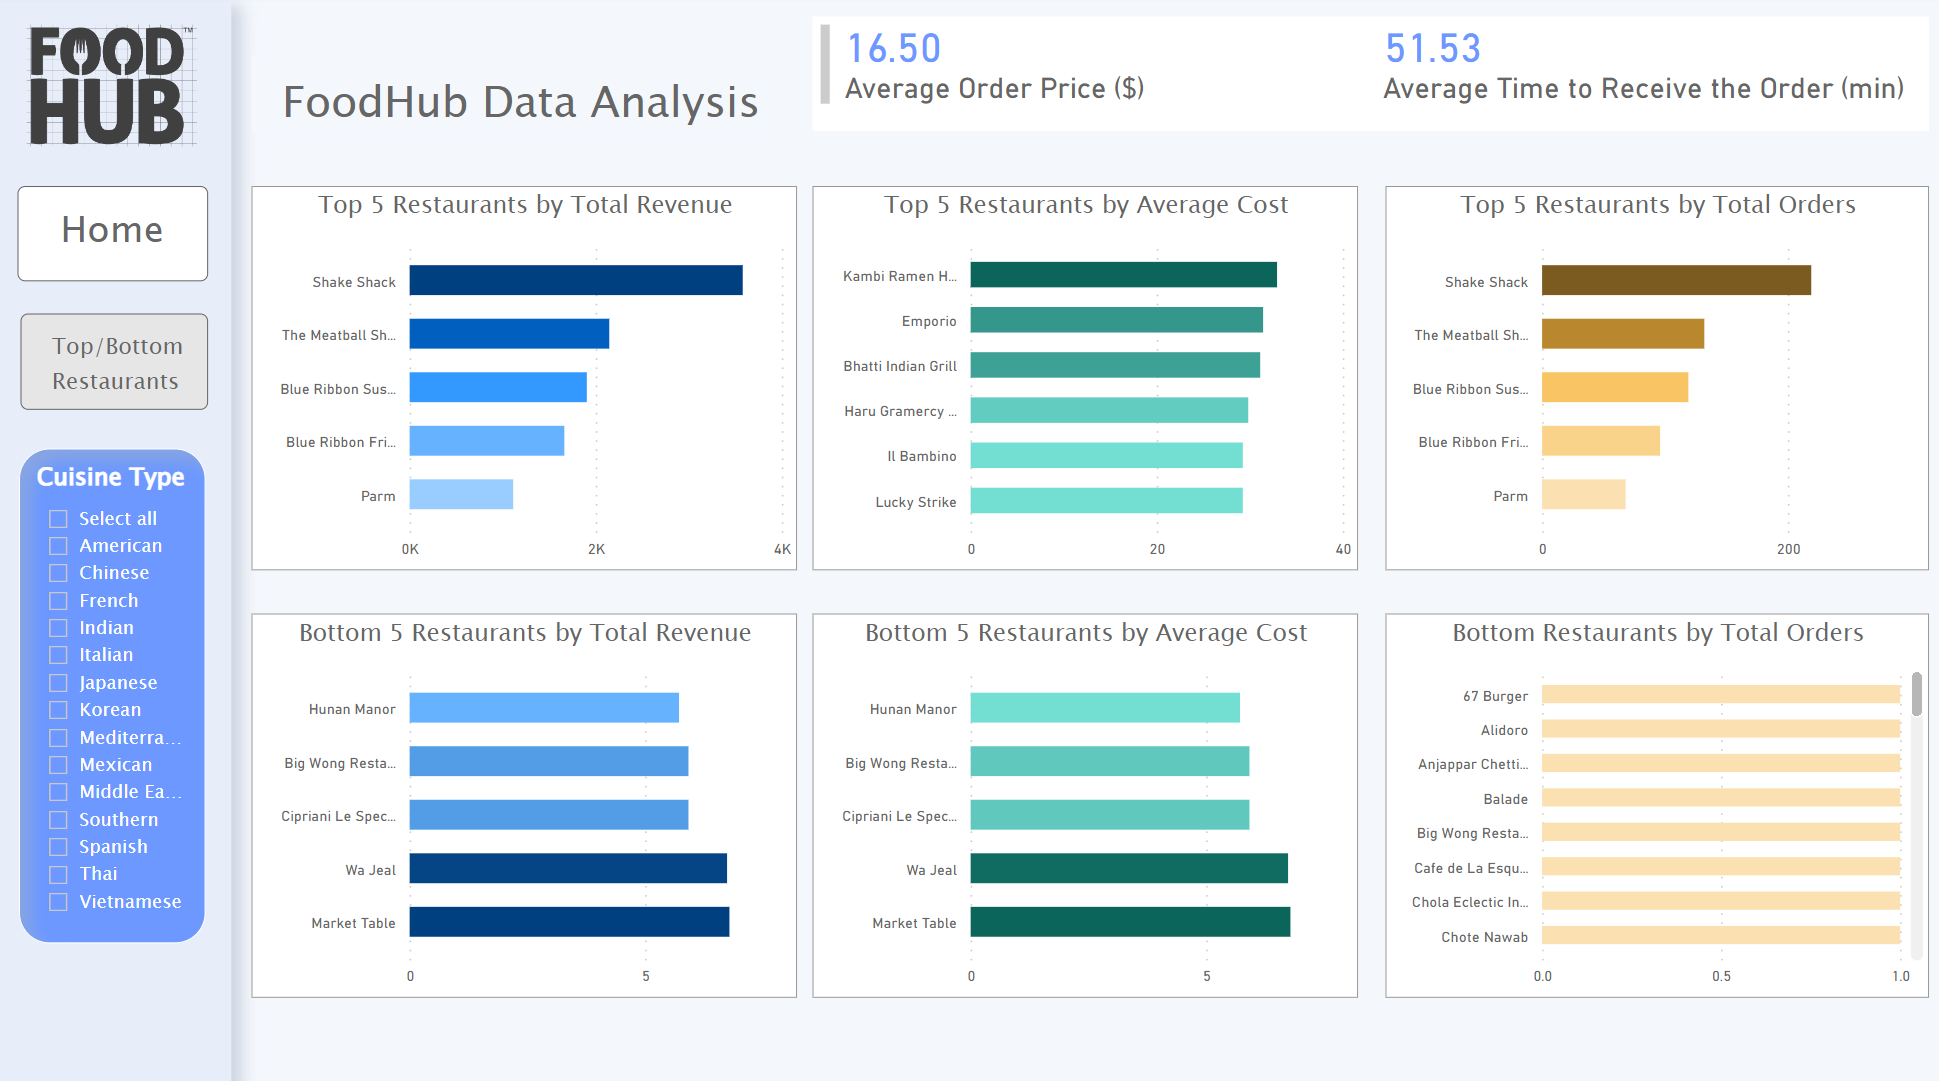 FOOD
HUB
TM
FoodHub Data Analysis
16.50
Average Order Price ($)
51.53
Average Time to Receive the Order (min)
Home
Top/Bottom
Restaurants
Cuisine Type
Select all
American
Chinese
French
Indian
Italian
Japanese
Korean
Mediterra...
Mexican
Middle Ea...
Southern
Spanish
Thai
Vietnamese
Top 5 Restaurants by Total Revenue
Shake Shack
The Meatball Sh...
Blue Ribbon Sus...
Blue Ribbon Fri...
Parm
0K 2K 4K
Top 5 Restaurants by Average Cost
Kambi Ramen H...
Emporio
Bhatti Indian Grill
Haru Gramercy ...
Il Bambino
Lucky Strike
0 20 40
Top 5 Restaurants by Total Orders
Shake Shack
The Meatball Sh...
Blue Ribbon Sus...
Blue Ribbon Fri...
Parm
0 200
Bottom 5 Restaurants by Total Revenue
Hunan Manor
Big Wong Resta...
Cipriani Le Spec...
Wa Jeal
Market Table
0 5
Bottom 5 Restaurants by Average Cost
Hunan Manor
Big Wong Resta...
Cipriani Le Spec...
Wa Jeal
Market Table
0 5
Bottom Restaurants by Total Orders
67 Burger
Alidoro
Anjappar Chetti...
Balade
Big Wong Resta...
Cafe de La Esqu...
Chola Eclectic In...
Chote Nawab
0.0 0.5 1.0